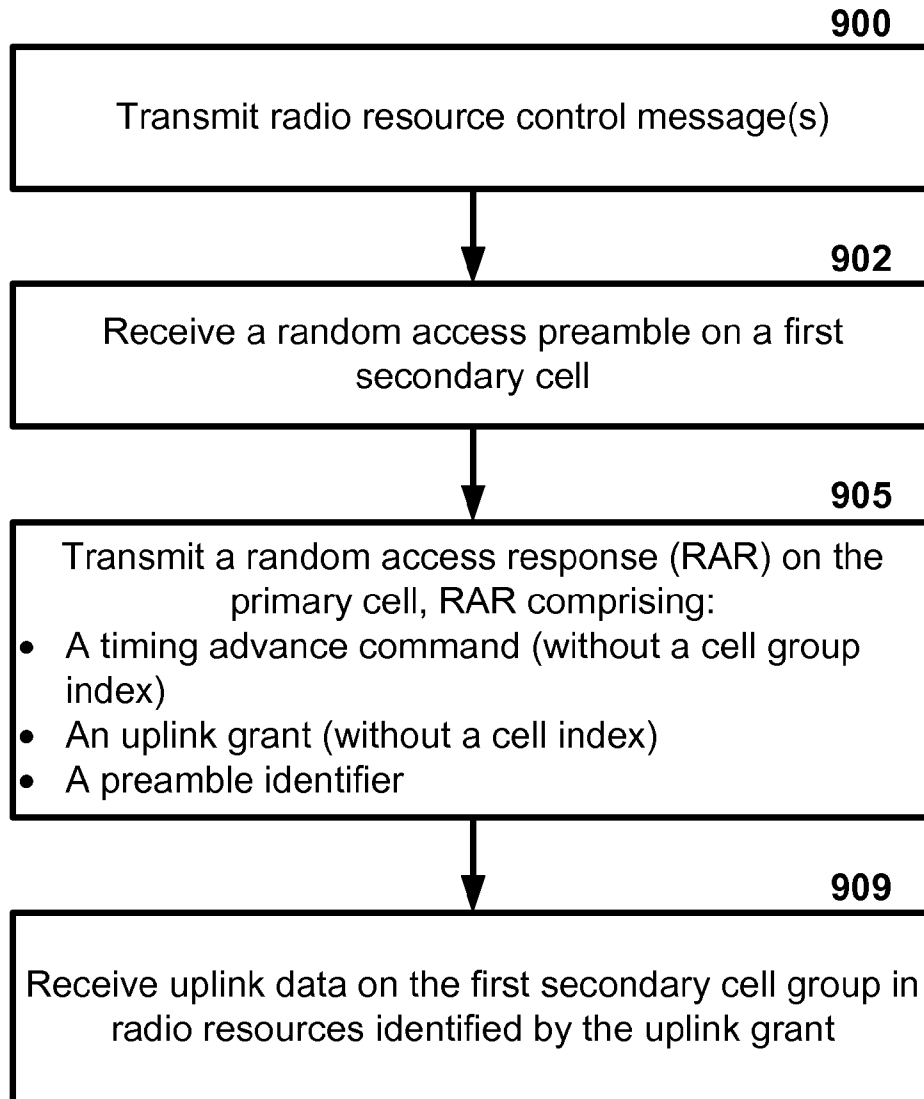 900
Transmit radio resource control message(s)
902
Receive a random access preamble on a first
secondary cell
905
Transmit a random access response (RAR) on the
primary cell, RAR comprising:
• A timing advance command (without a cell group
index)
• An uplink grant (without a cell index)
• A preamble identifier
909
Receive uplink data on the first secondary cell group in
radio resources identified by the uplink grant